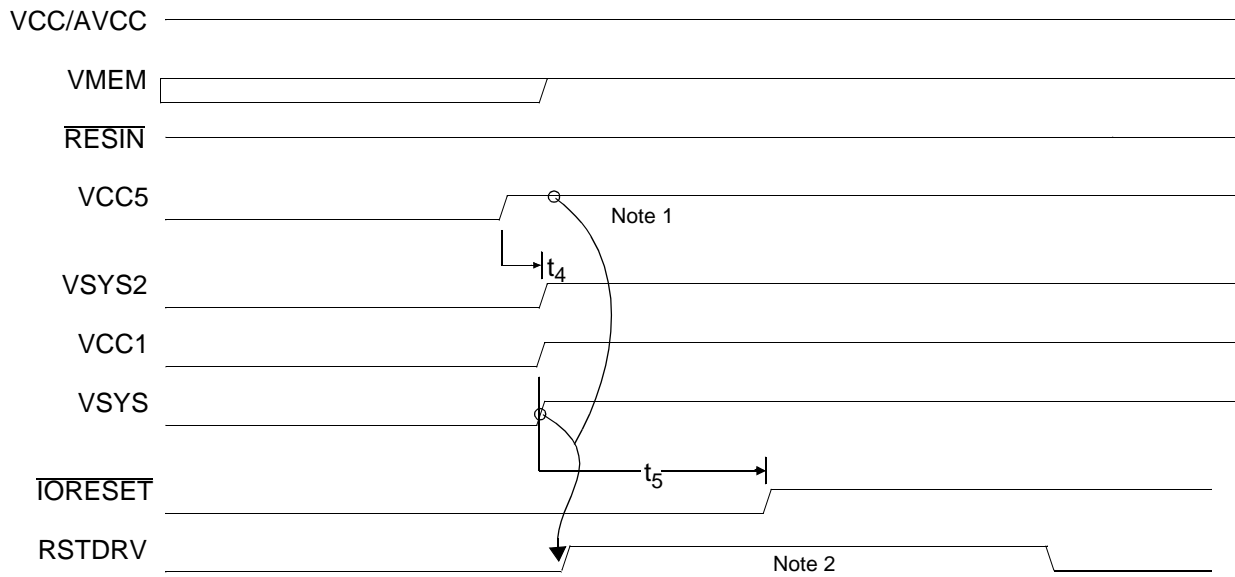 VCC/AVCC
VMEM
RESIN
VCC5
Note 1
t4
VSYS2
VCC1
VSYS
t5
IORESET
RSTDRV
Note 2